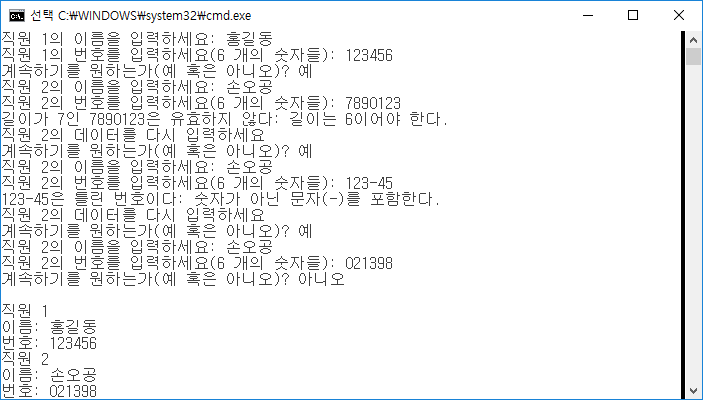 선택 C:₩WINDOWS₩system32₩cmd.exe
직원 1의 이름을 입력하세요: 홍길동
직원 1의 번호를 입력하세요(6 개의 숫자들): 123456
계속하기를 원하는가(예 혹은 아니오)? 예
직원 2의 이름을 입력하세요: 손오공
직원 2의 번호를 입력하세요(6 개의 숫자들): 7890123
길이가 7인 7890123은 유효하지 않다: 길이는 6이어야 한다.
직원 2의 데이터를 다시 입력하세요
계속하기를 원하는가(예 혹은 아니오)? 예
직원 2의 이름을 입력하세요: 손오공
직원 2의 번호를 입력하세요(6 개의 숫자들): 123-45
123-45은 틀린 번호이다: 숫자가 아닌 문자(-)를 포함한다.
직원 2의 데이터를 다시 입력하세요
계속하기를 원하는가(예 혹은 아니오)? 예
직원 2의 이름을 입력하세요: 손오공
직원 2의 번호를 입력하세요(6 개의 숫자들): 021398
계속하기를 원하는가(예 혹은 아니오)? 아니오
직원 1
이름: 홍길동
번호: 123456
직원 2
이름: 손오공
번호: 021398